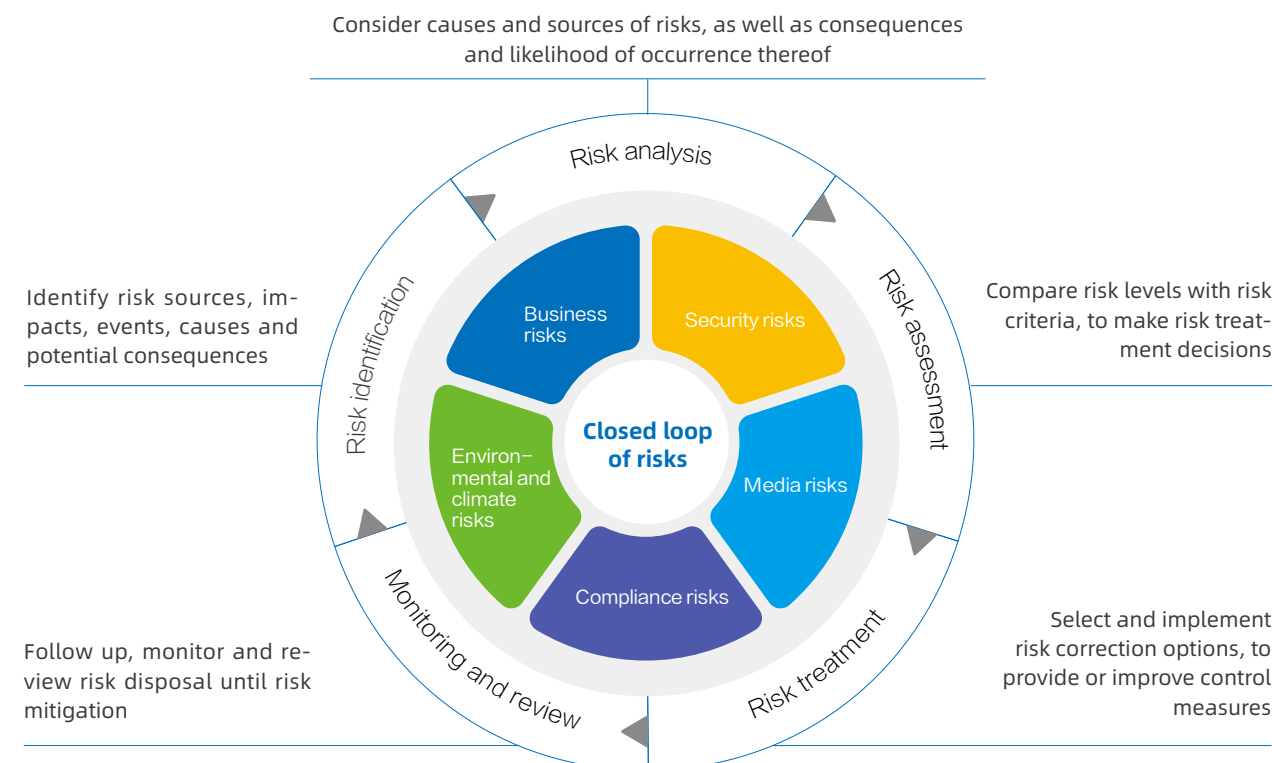 Consider causes and sources of risks, as well as consequences
and likelihood of occurrence thereof
Risk analysis
Identify risk sources, im-
pacts, events, causes and
potential consequences
Risk identification
Business
risks
Security risks
Risk assessment
Compare risk levels with risk
criteria, to make risk treat-
ment decisions
Closed loop
of risks
Environ-
mental and
climate
risks
Media risks
Compliance risks
Monitoring and review
Risk treatment
Follow up, monitor and re-
view risk disposal until risk
mitigation
Select and implement
risk correction options, to
provide or improve control
measures